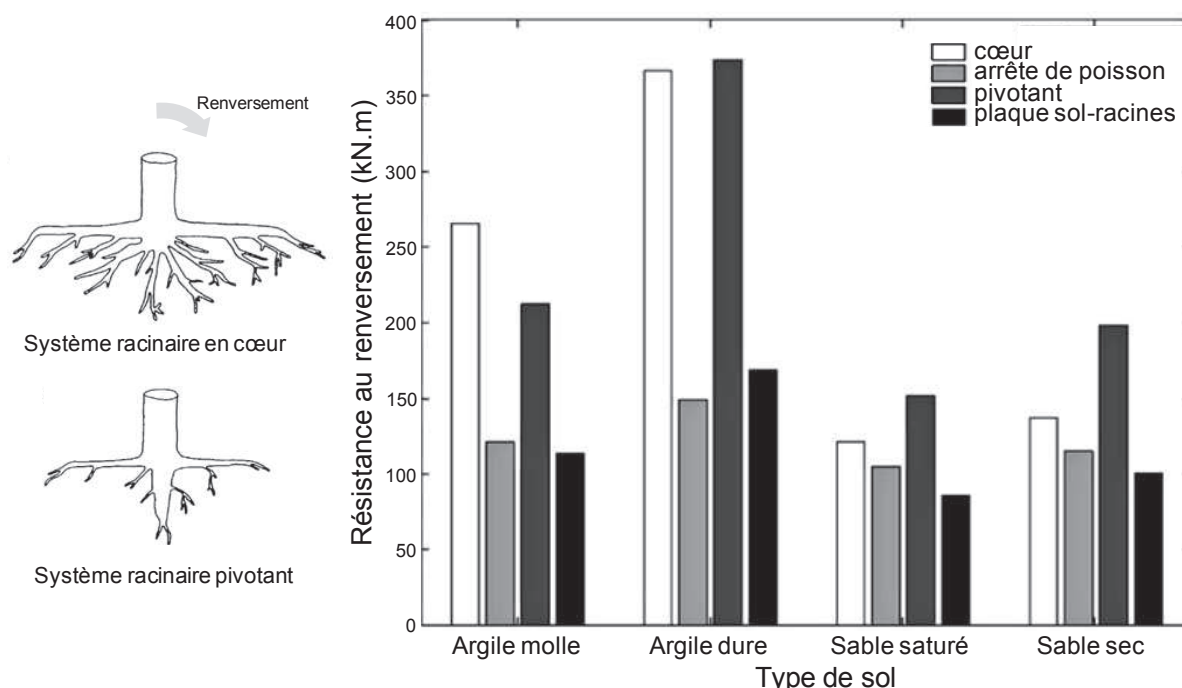 Renversement
Système racinaire en cœur
Système racinaire pivotant
Résistance au renversement (kN.m)
400
350
300
250
200
150
100
50
0
cœur
arrête de poisson
pivotant
plaque sol-racines
Argile molle
Argile dure
Sable saturé
Sable sec
Type de sol